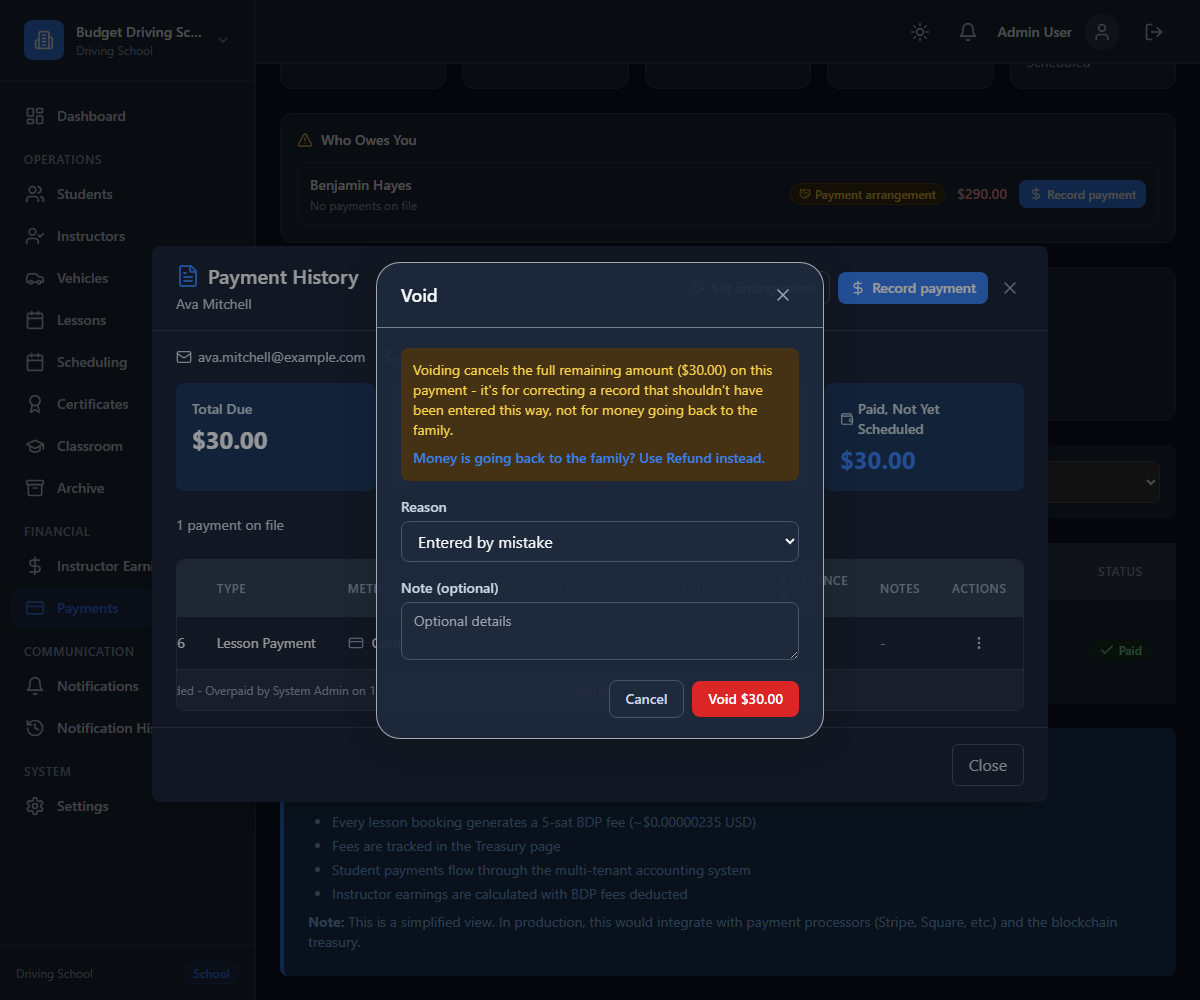 Budget Driving Sc...
Driving School
Admin User
Dashboard
OPERATIONS
Students
Instructors
Vehicles
Lessons
Scheduling
Certificates
Classroom
Archive
FINANCIAL
Instructor Earni
Payments
COMMUNICATION
Notifications
Notification His
SYSTEM
Settings
Driving School
School
Scheduled
Who Owes You
Benjamin Hayes
No payments on file
Payment arrangement
$290.00
$ Record payment
Payment History
Ava Mitchell
$ Record payment
ava.mitchell@example.com
Total Due
$30.00
Paid, Not Yet
Scheduled
$30.00
1 payment on file
TYPE
NOTES
ACTIONS
6
Lesson Payment
Card
-
ded - Overpaid by System Admin on 1
Close
Void
Voiding cancels the full remaining amount ($30.00) on this
payment - it's for correcting a record that shouldn't have
been entered this way, not for money going back to the
family.
Money is going back to the family? Use Refund instead.
Reason
Entered by mistake
Note (optional)
Optional details
Cancel
Void $30.00
STATUS
Paid
Every lesson booking generates a 5-sat BDP fee (~$0.00000235 USD)
Fees are tracked in the Treasury page
Student payments flow through the multi-tenant accounting system
Instructor earnings are calculated with BDP fees deducted
Note: This is a simplified view. In production, this would integrate with payment processors (Stripe, Square, etc.) and the blockchain
treasury.